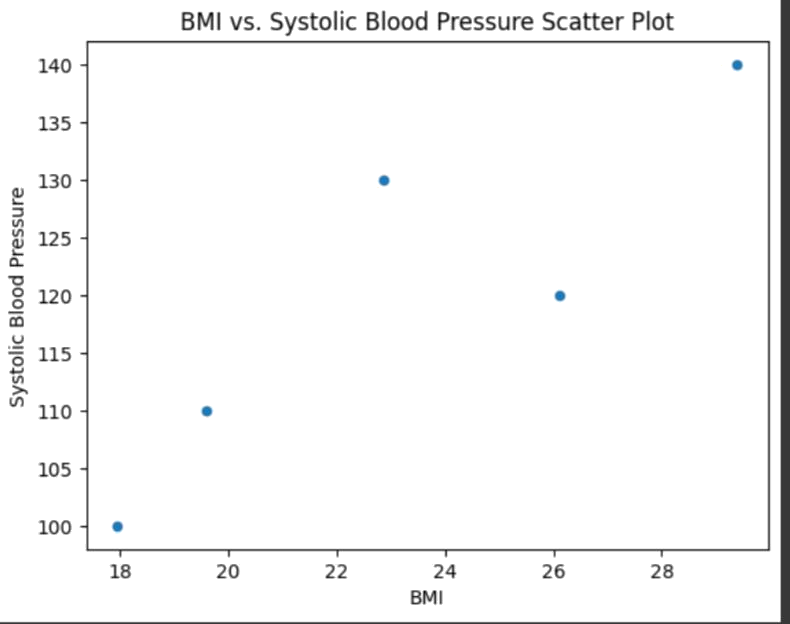 BMI vs. Systolic Blood Pressure Scatter Plot
140
135
130
125
120
115
110
105
100
Systolic Blood Pressure
18 20 22 24 26 28
BMI